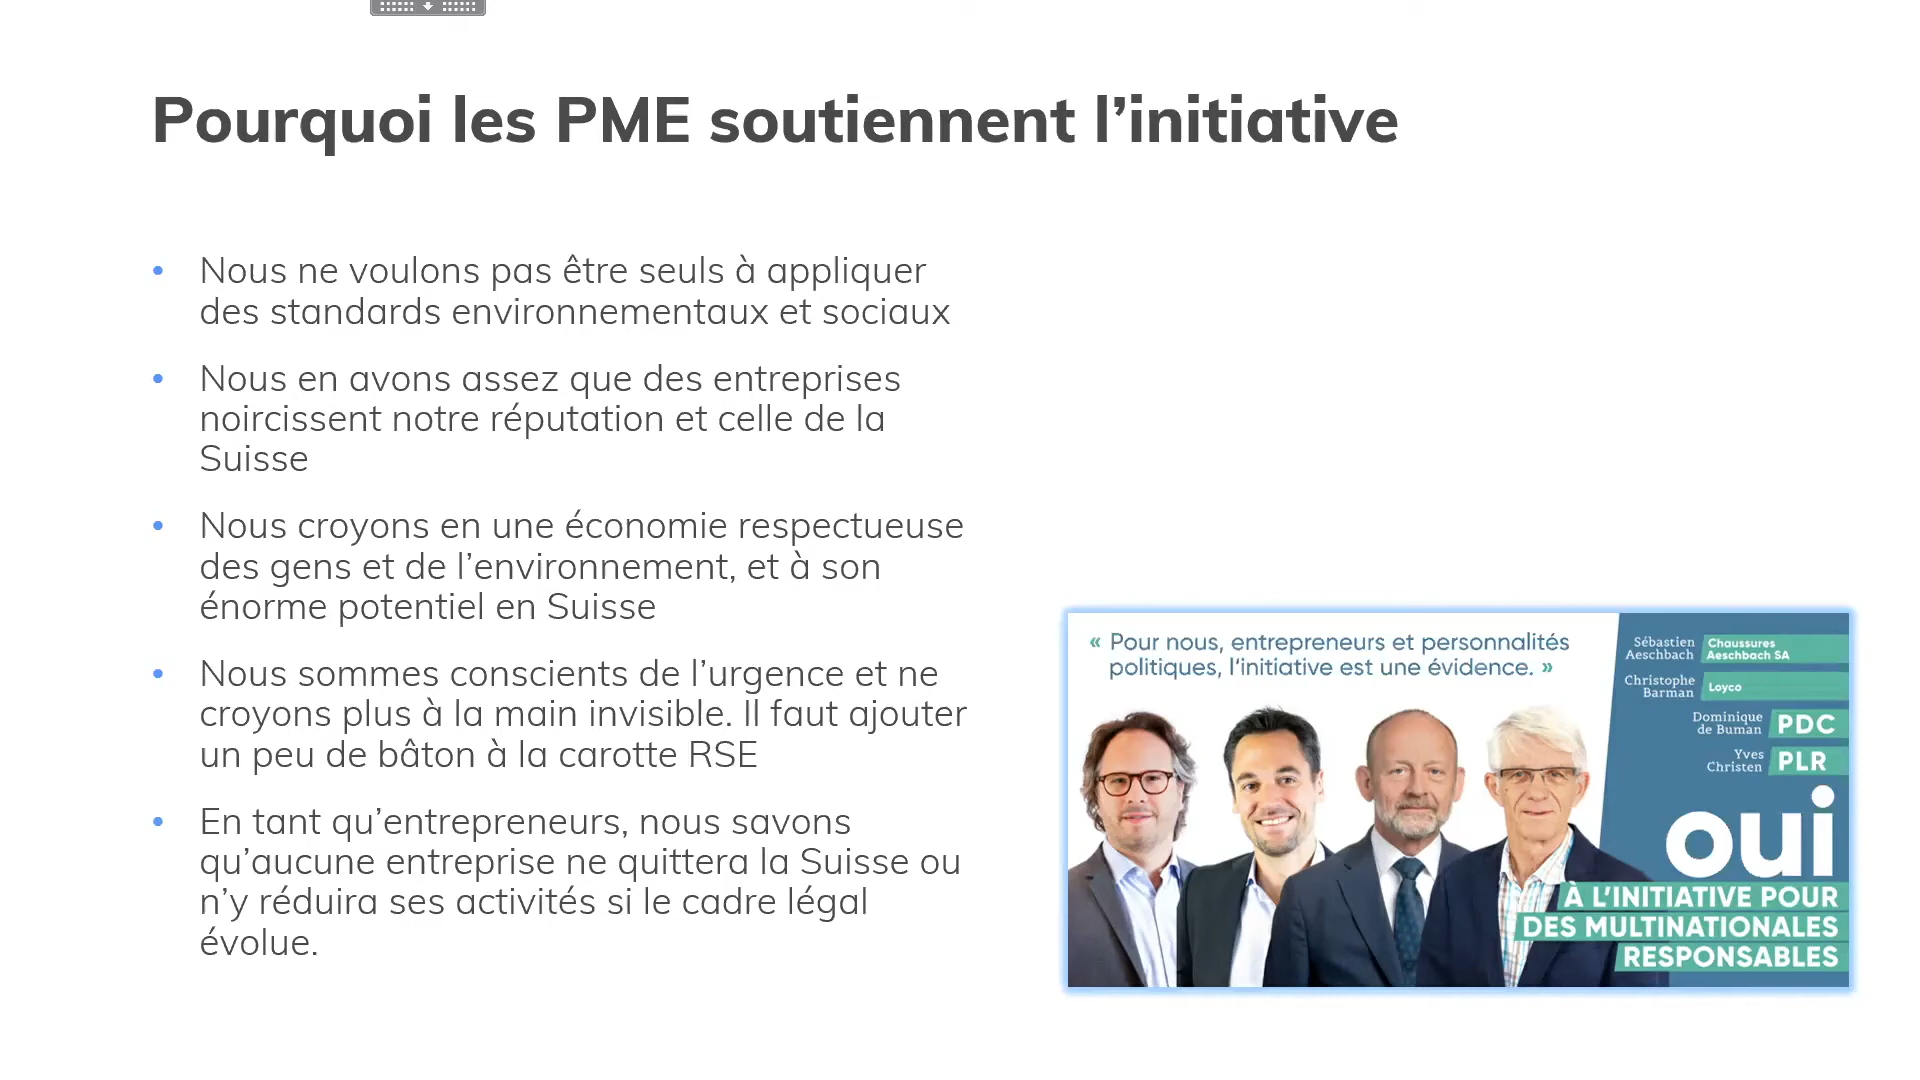 Pourquoi les PME soutiennent l’initiative
• Nous ne voulons pas être seuls à appliquer
des standards environnementaux et sociaux
• Nous en avons assez que des entreprises
noircissent notre réputation et celle de la
Suisse
• Nous croyons en une économie respectueuse
des gens et de l’environnement, et à son
énorme potentiel en Suisse
• Nous sommes conscients de l’urgence et ne
croyons plus à la main invisible. Il faut ajouter
un peu de bâton à la carotte RSE
• En tant qu’entrepreneurs, nous savons
qu’aucune entreprise ne quittera la Suisse ou
n’y réduira ses activités si le cadre légal
évolue.
« Pour nous, entrepreneurs et personnalités
politiques, l’initiative est une évidence. »
Sébastien
Aeschbach
Chaussures
Aeschbach SA
Christophe
Barman
Loyco
Dominique
de Buman
PDC
Yves
Christen
PLR
oui
À L’INITIATIVE POUR
DES MULTINATIONALES
RESPONSABLES